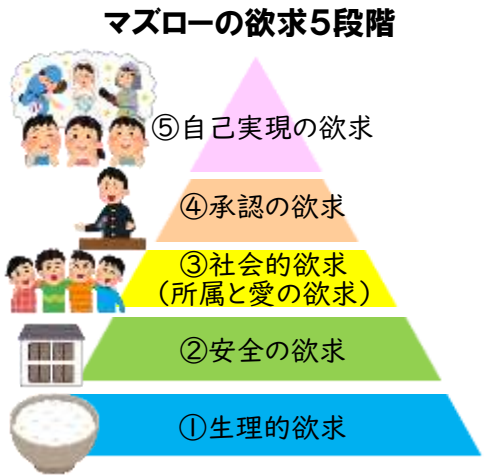 マズローの欲求5段階
⑤自己実現の欲求
④承認の欲求
③社会的欲求
（所属と愛の欲求）
②安全の欲求
①生理的欲求